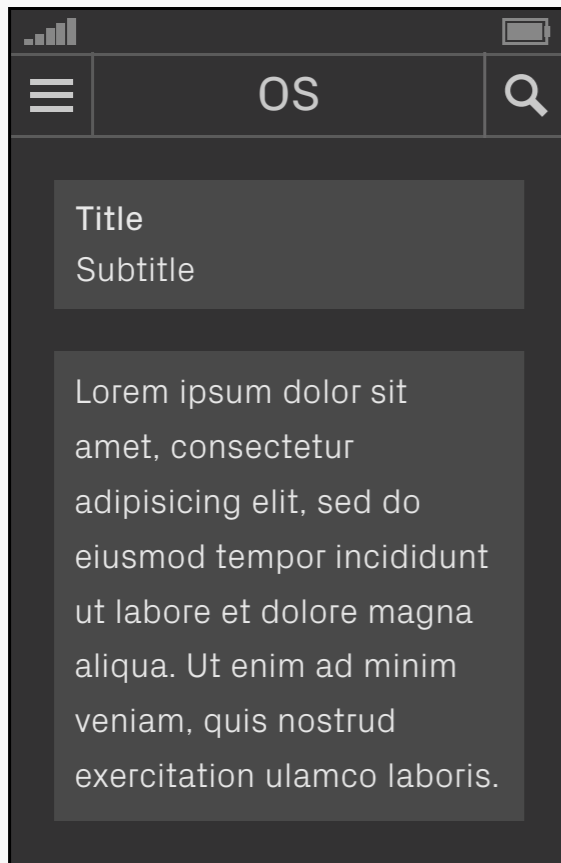 OS
Title
Subtitle
Lorem ipsum dolor sit
amet, consectetur
adipisicing elit, sed do
eiusmod tempor incididunt
ut labore et dolore magna
aliqua. Ut enim ad minim
veniam, quis nostrud
exercitation ulamco laboris.